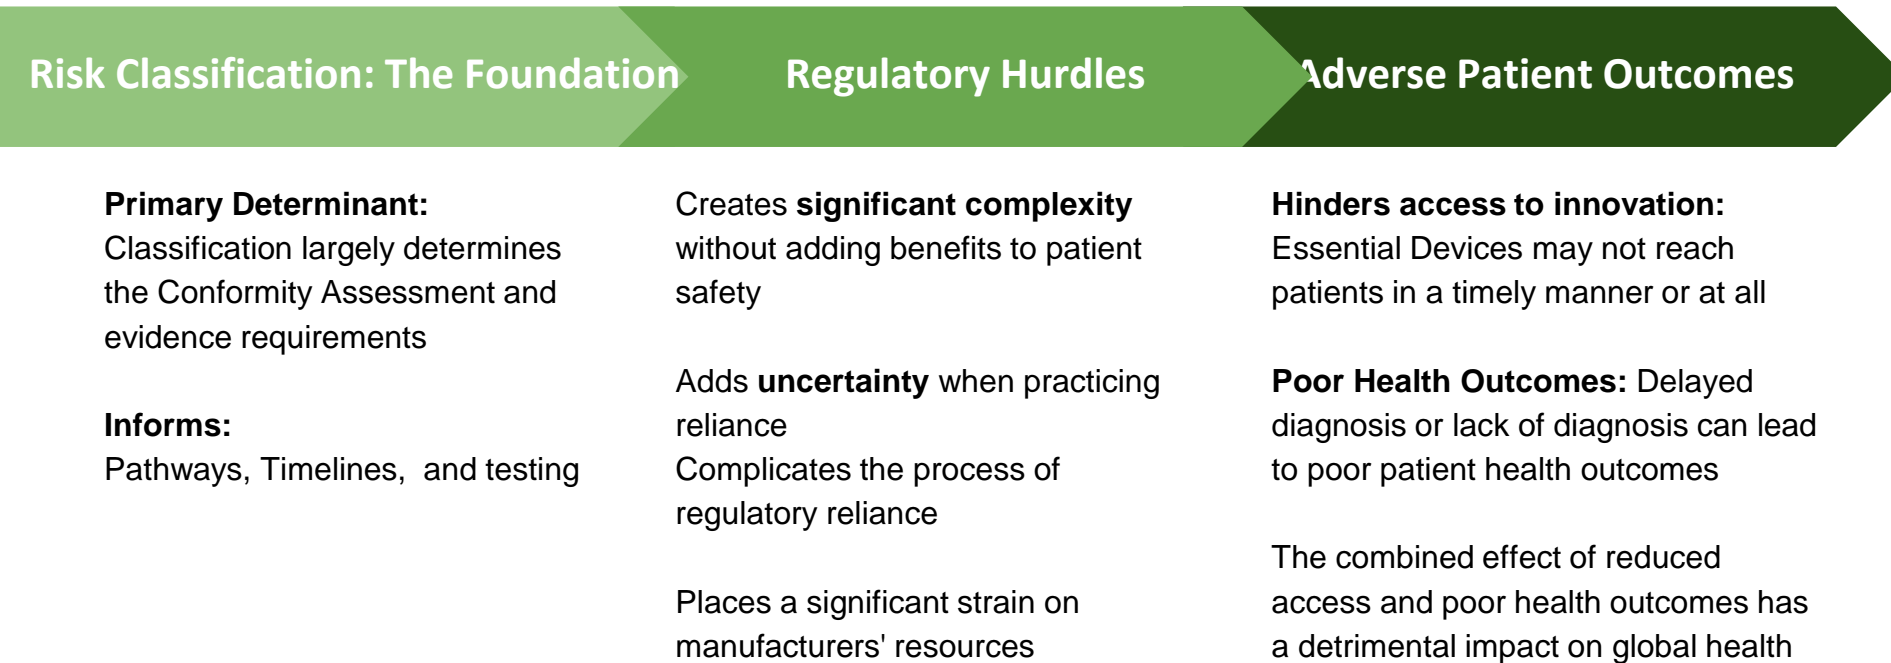 Risk Classification: The Foundation
Regulatory Hurdles
Adverse Patient Outcomes
Primary Determinant:
Classification largely determines
the Conformity Assessment and
evidence requirements
Informs:
Pathways, Timelines,  and testing
Creates significant complexity
without adding benefits to patient
safety
Adds uncertainty when practicing
reliance
Complicates the process of
regulatory reliance
Places a significant strain on
manufacturers' resources
Hinders access to innovation:
Essential Devices may not reach
patients in a timely manner or at all
Poor Health Outcomes: Delayed
diagnosis or lack of diagnosis can lead
to poor patient health outcomes
The combined effect of reduced
access and poor health outcomes has
a detrimental impact on global health